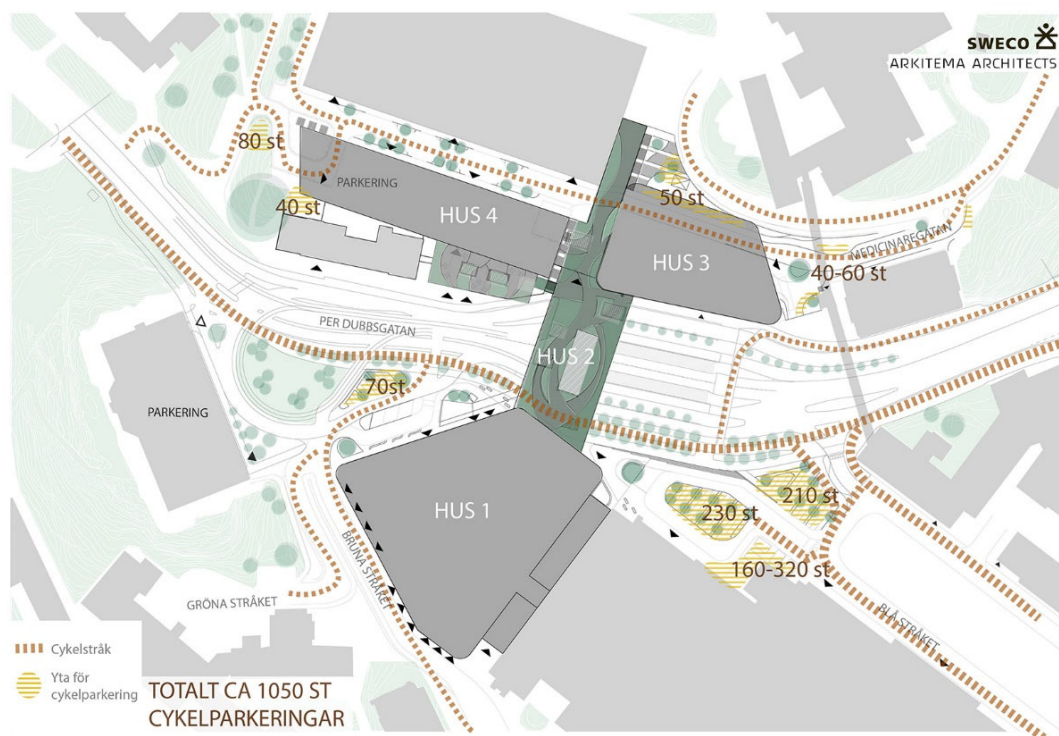 SWECO
ARKITEMA ARCHITECTS
80 st
PARKERING
40 st
HUS 4
50 st
HUS 3
MEDICINAREGATAN
40-60 st
PER DUBBSGATAN
HUS 2
70 st
PARKERING
HUS 1
210 st
230 st
160-320 st
BRUNA STRÅKET
GRÖNA STRÅKET
BLÅ STRÅKET
Cykelstråk
Yta för
cykelparkering
TOTALT CA 1050 ST
CYKELPARKERINGAR